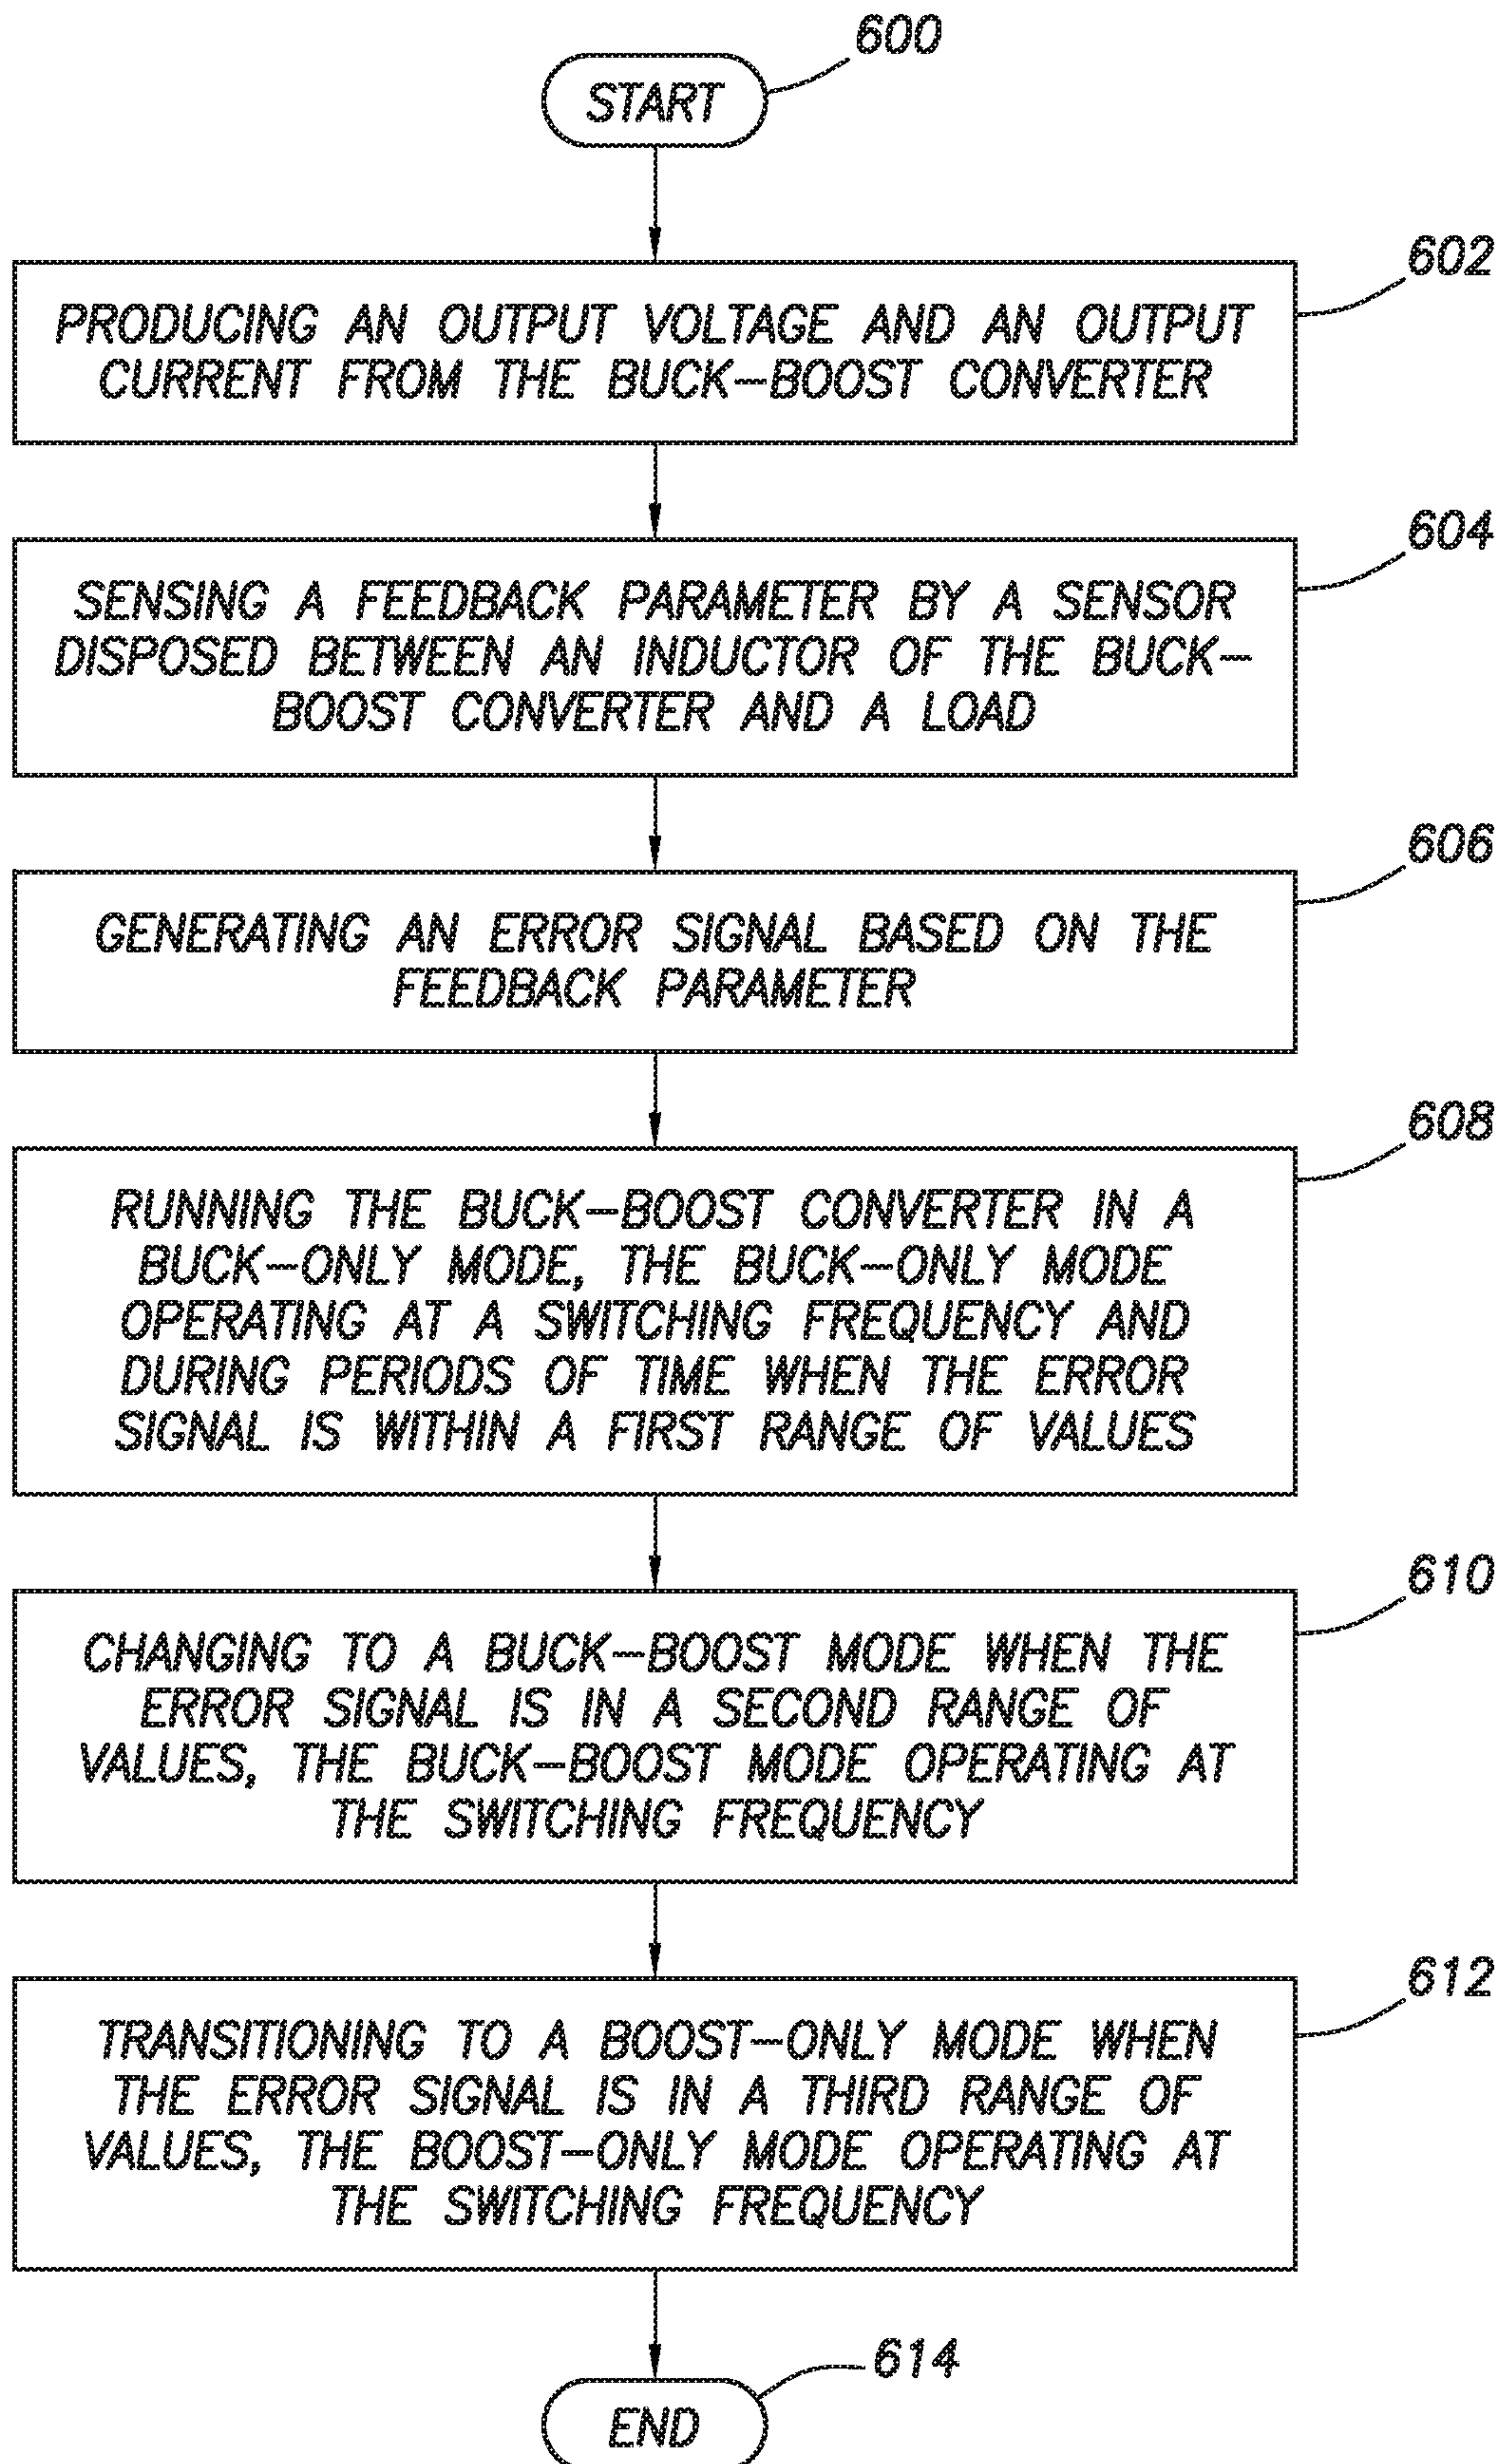 600
START
602
PRODUCING AN OUTPUT VOLTAGE AND AN OUTPUT
CURRENT FROM THE BUCK–BOOST CONVERTER
604
SENSING A FEEDBACK PARAMETER BY A SENSOR
DISPOSED BETWEEN AN INDUCTOR OF THE BUCK–
BOOST CONVERTER AND A LOAD
606
GENERATING AN ERROR SIGNAL BASED ON THE
FEEDBACK PARAMETER
608
RUNNING THE BUCK–BOOST CONVERTER IN A
BUCK–ONLY MODE, THE BUCK–ONLY MODE
OPERATING AT A SWITCHING FREQUENCY AND
DURING PERIODS OF TIME WHEN THE ERROR
SIGNAL IS WITHIN A FIRST RANGE OF VALUES
610
CHANGING TO A BUCK–BOOST MODE WHEN THE
ERROR SIGNAL IS IN A SECOND RANGE OF
VALUES, THE BUCK–BOOST MODE OPERATING AT
THE SWITCHING FREQUENCY
612
TRANSITIONING TO A BOOST–ONLY MODE WHEN
THE ERROR SIGNAL IS IN A THIRD RANGE OF
VALUES, THE BOOST–ONLY MODE OPERATING AT
THE SWITCHING FREQUENCY
614
END